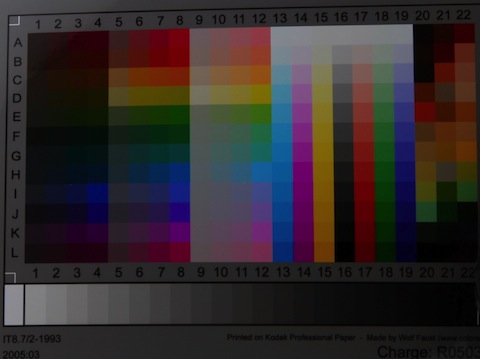 1 2 3 4 5 6 7 8 9 10 11 12 13 14 15 16 17 18 19 20 21 22
A
B
C
D
E
F
G
H
I
J
K
L
1 2 3 4 5 6 7 8 9 10 11 12 13 14 15 16 17 18 19 20 21 22
IT8.7/2-1993
Printed on Kodak Professional Paper - Made by Wolf Faust
2005:03
Charge: R0503